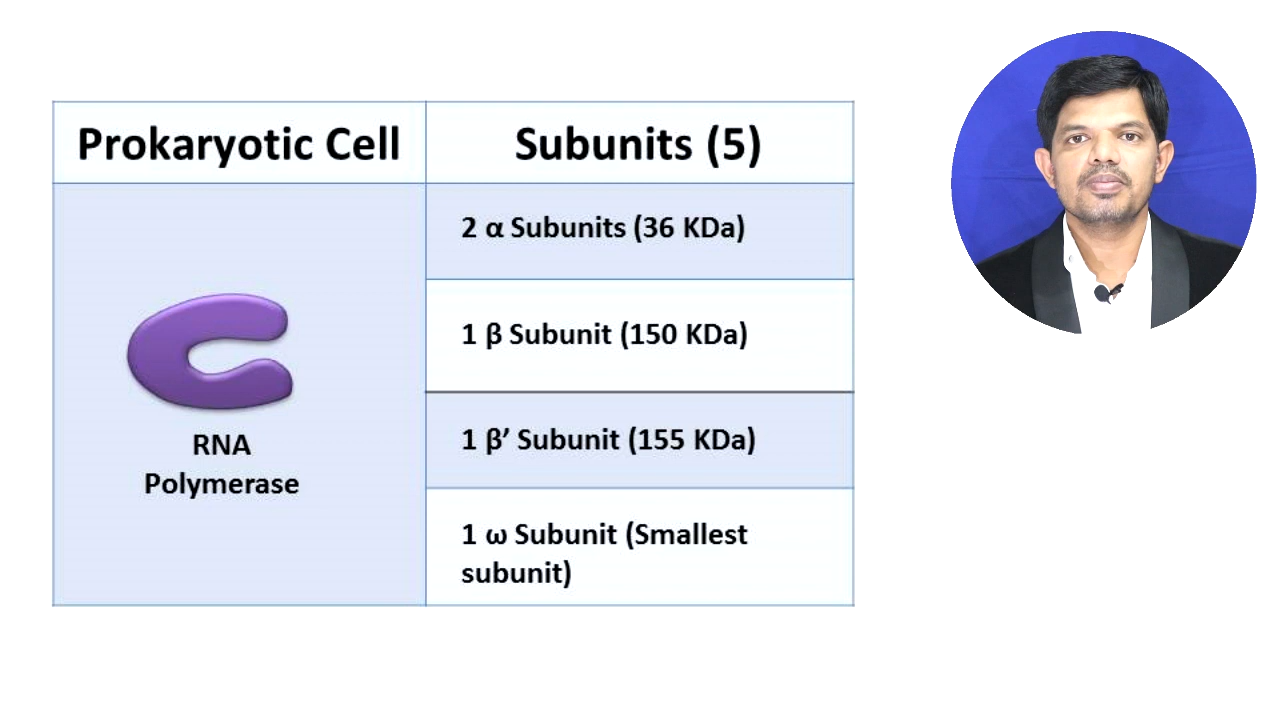 Prokaryotic Cell
Subunits (5)
2 α Subunits (36 KDa)
1 β Subunit (150 KDa)
1 β’ Subunit (155 KDa)
1 ω Subunit (Smallest
subunit)
RNA
Polymerase